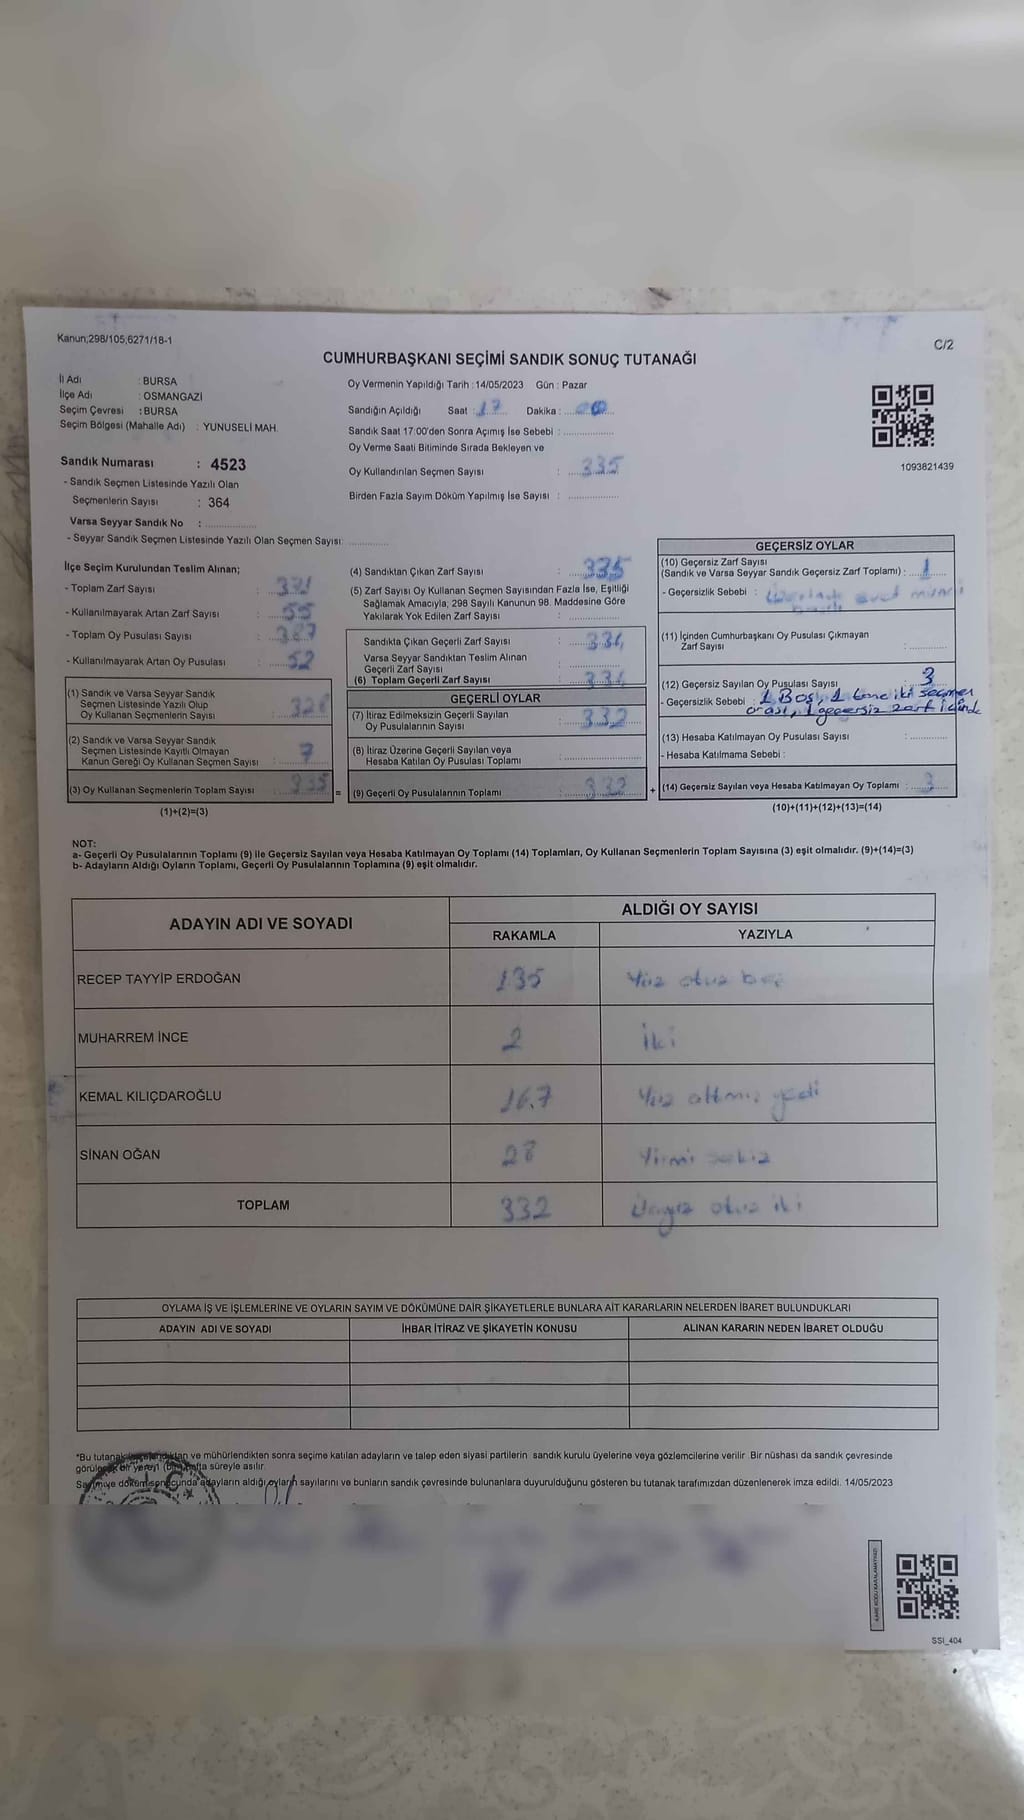 Kanun;298/105;6271/18-1
C/2
CUMHURBAŞKANI SEÇİMİ SANDIK SONUÇ TUTANAĞI
İl Adı : BURSA
İlçe Adı : OSMANGAZİ
Seçim Çevresi : BURSA
Seçim Bölgesi (Mahalle Adı) : YUNUSELİ MAH.
Sandık Numarası : 4523
- Sandık Seçmen Listesinde Yazılı Olan
Seçmenlerin Sayısı : 364
Varsa Seyyar Sandık No :
- Seyyar Sandık Seçmen Listesinde Yazılı Olan Seçmen Sayısı:
Oy Vermenin Yapıldığı Tarih : 14/05/2023 Gün : Pazar
Sandığın Açıldığı Saat : 17 Dakika : 00
Sandık Saat 17:00'den Sonra Açımış İse Sebebi :
Oy Verme Saati Bitiminde Sırada Bekleyen ve
Oy Kullandırılan Seçmen Sayısı : 335
Birden Fazla Sayım Döküm Yapılmış İse Sayısı :
1093821439
İlçe Seçim Kurulundan Teslim Alınan;
- Toplam Zarf Sayısı :
- Kullanılmayarak Artan Zarf Sayısı : 55
- Toplam Oy Pusulası Sayısı : 387
- Kullanılmayarak Artan Oy Pusulası : 52
(1) Sandık ve Varsa Seyyar Sandık
Seçmen Listesinde Yazılı Olup
Oy Kullanan Seçmenlerin Sayısı : 328
(2) Sandık ve Varsa Seyyar Sandık
Seçmen Listesinde Kayıtlı Olmayan
Kanun Gereği Oy Kullanan Seçmen Sayısı : 7
(3) Oy Kullanan Seçmenlerin Toplam Sayısı : 335 =
(1)+(2)=(3)
(4) Sandıktan Çıkan Zarf Sayısı : 335
(5) Zarf Sayısı Oy Kullanan Seçmen Sayısından Fazla İse, Eşitliği
Sağlamak Amacıyla, 298 Sayılı Kanunun 98. Maddesine Göre
Yakılarak Yok Edilen Zarf Sayısı :
Sandıkta Çıkan Geçerli Zarf Sayısı : 334
Varsa Seyyar Sandıktan Teslim Alınan
Geçerli Zarf Sayısı :
(6) Toplam Geçerli Zarf Sayısı : 334
GEÇERLİ OYLAR
(7) İtiraz Edilmeksizin Geçerli Sayılan
Oy Pusulalarının Sayısı : 332
(8) İtiraz Üzerine Geçerli Sayılan veya
Hesaba Katılan Oy Pusulası Toplamı :
(9) Geçerli Oy Pusulalarının Toplamı : 332 +
GEÇERSİZ OYLAR
(10) Geçersiz Zarf Sayısı
(Sandık ve Varsa Seyyar Sandık Geçersiz Zarf Toplamı) : 1
- Geçersizlik Sebebi : Üzerinde evet mührü
(11) İçinden Cumhurbaşkanı Oy Pusulası Çıkmayan
Zarf Sayısı :
(12) Geçersiz Sayılan Oy Pusulası Sayısı : 3
- Geçersizlik Sebebi : 1 Boş, 1 tane iki seçmen
orası, 1 geçersiz zarf içinde
(13) Hesaba Katılmayan Oy Pusulası Sayısı :
- Hesaba Katılmama Sebebi :
(14) Geçersiz Sayılan veya Hesaba Katılmayan Oy Toplamı : 3
(10)+(11)+(12)+(13)=(14)
NOT:
a- Geçerli Oy Pusulalarının Toplamı (9) ile Geçersiz Sayılan veya Hesaba Katılmayan Oy Toplamı (14) Toplamları, Oy Kullanan Seçmenlerin Toplam Sayısına (3) eşit olmalıdır. (9)+(14)=(3)
b- Adayların Aldığı Oyların Toplamı, Geçerli Oy Pusulalarının Toplamına (9) eşit olmalıdır.
ADAYIN ADI VE SOYADI ALDIĞI OY SAYISI
RAKAMLA YAZIYLA
RECEP TAYYİP ERDOĞAN 135 Yüz otuz beş
MUHARREM İNCE 2 İki
KEMAL KILIÇDAROĞLU 167 Yüz altmış yedi
SİNAN OĞAN 28 Yirmi sekiz
TOPLAM 332 Üçyüz otuz iki
OYLAMA İŞ VE İŞLEMLERİNE VE OYLARIN SAYIM VE DÖKÜMÜNE DAİR ŞİKAYETLERLE BUNLARA AİT KARARLARIN NELERDEN İBARET BULUNDUKLARI
ADAYIN ADI VE SOYADI İHBAR İTİRAZ VE ŞİKAYETİN KONUSU ALINAN KARARIN NEDEN İBARET OLDUĞU
*Bu tutanak ve mühürlendikten sonra seçime katılan adayların ve talep eden siyasi partilerin sandık kurulu üyelerine veya gözlemcilerine verilir Bir nüshası da sandık çevresinde
bir yere süreyle asılır.
adayların aldığı oyların sayılarını ve bunların sandık çevresinde bulunanlara duyurulduğunu gösteren bu tutanak tarafımızdan düzenlenerek imza edildi. 14/05/2023
SSI_404